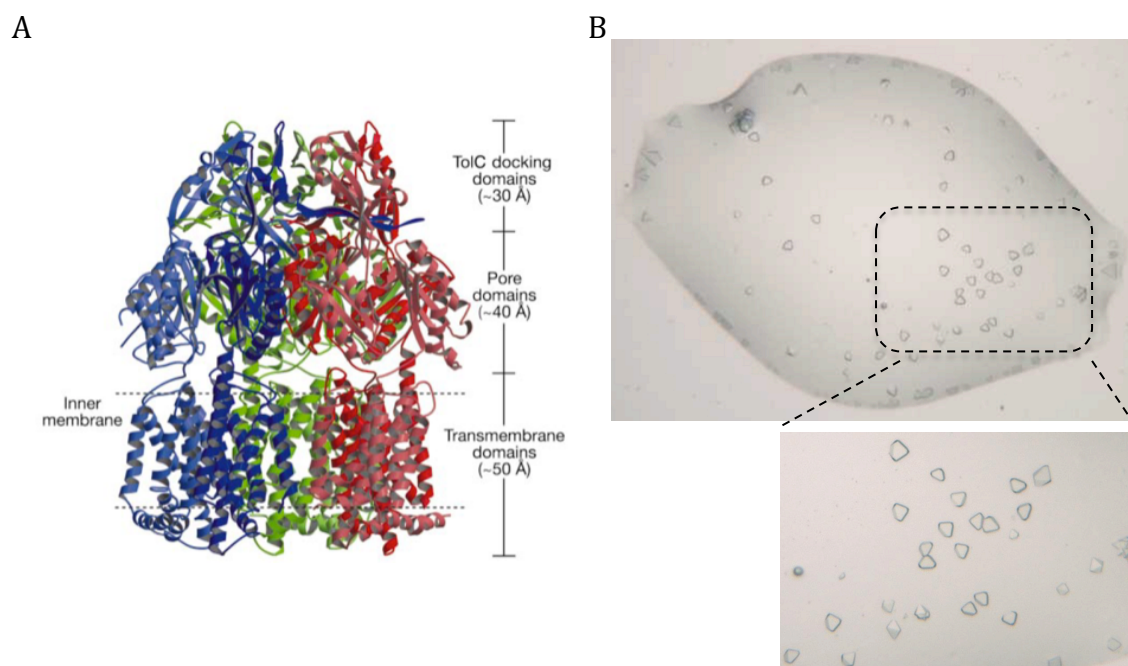 A
B
TolC docking
domains
(~30 Å)
Pore
domains
(~40 Å)
Inner
membrane
Transmembrane
domains
(~50 Å)